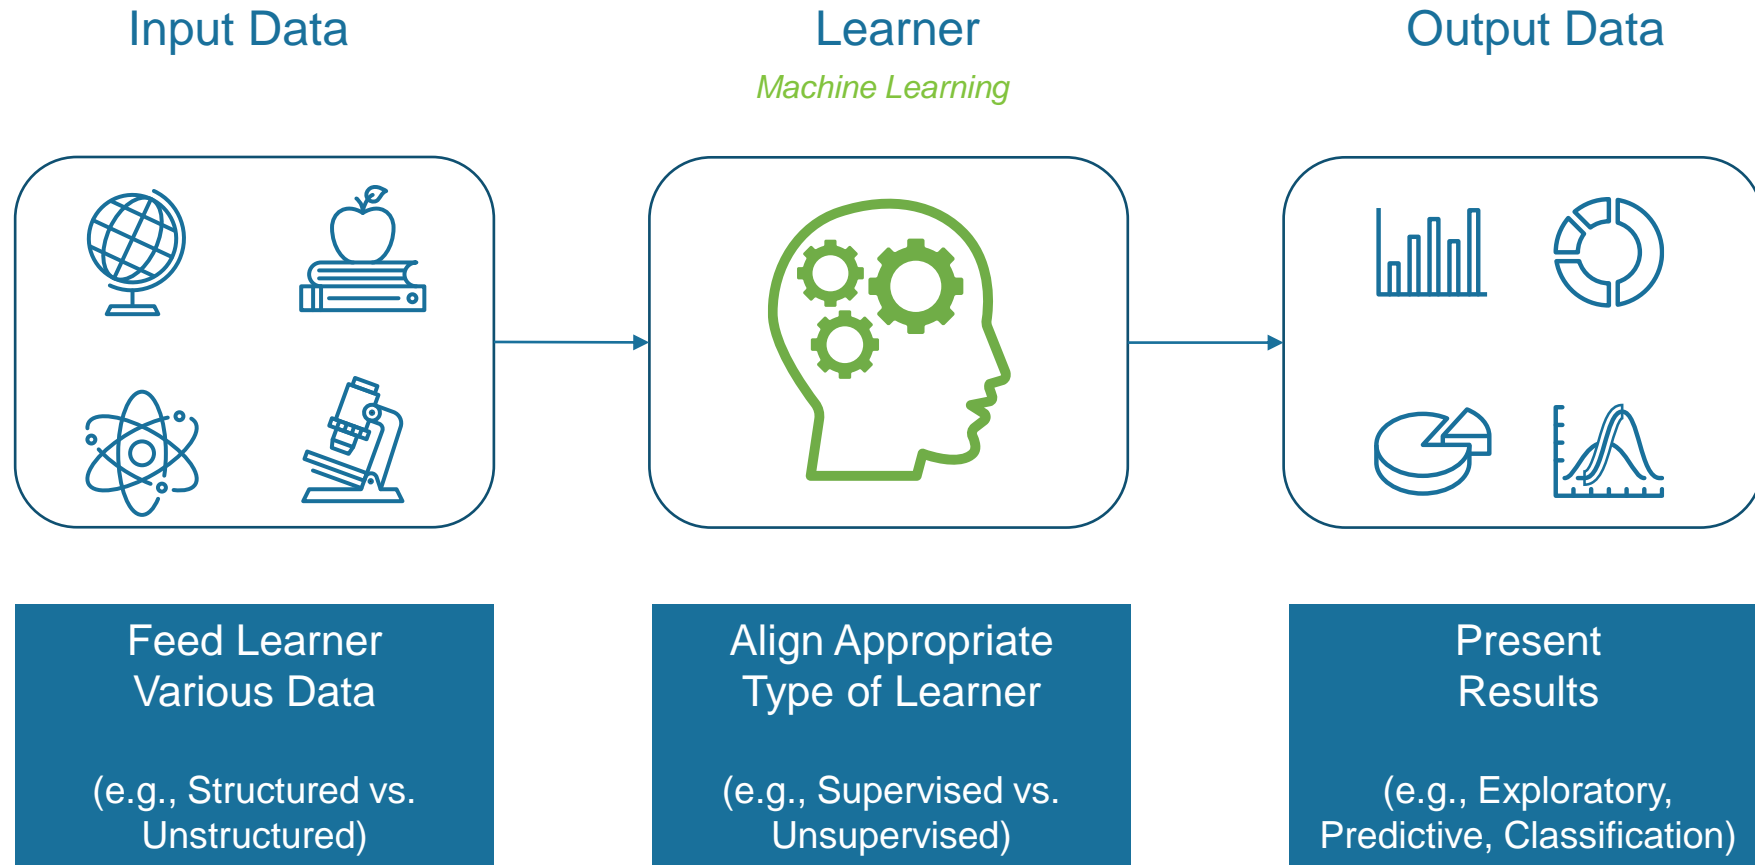 Input Data
Learner
Output Data
Machine Learning
Feed Learner
Various Data
(e.g., Structured vs.
Unstructured)
Align Appropriate
Type of Learner
(e.g., Supervised vs.
Unsupervised)
Present
Results
(e.g., Exploratory,
Predictive, Classification)